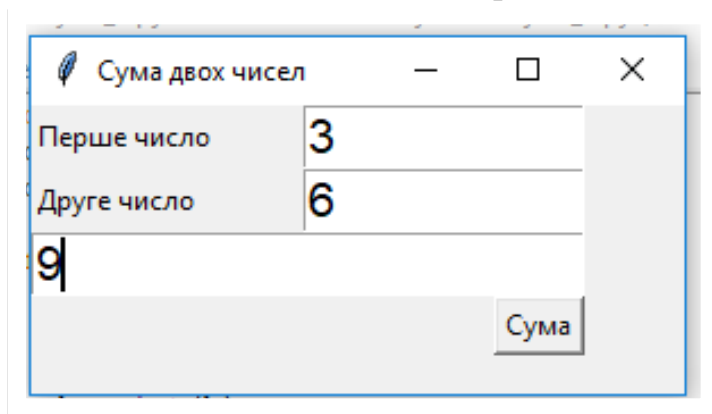 Сума двох чисел
Перше число 3
Друге число 6
9
Сума